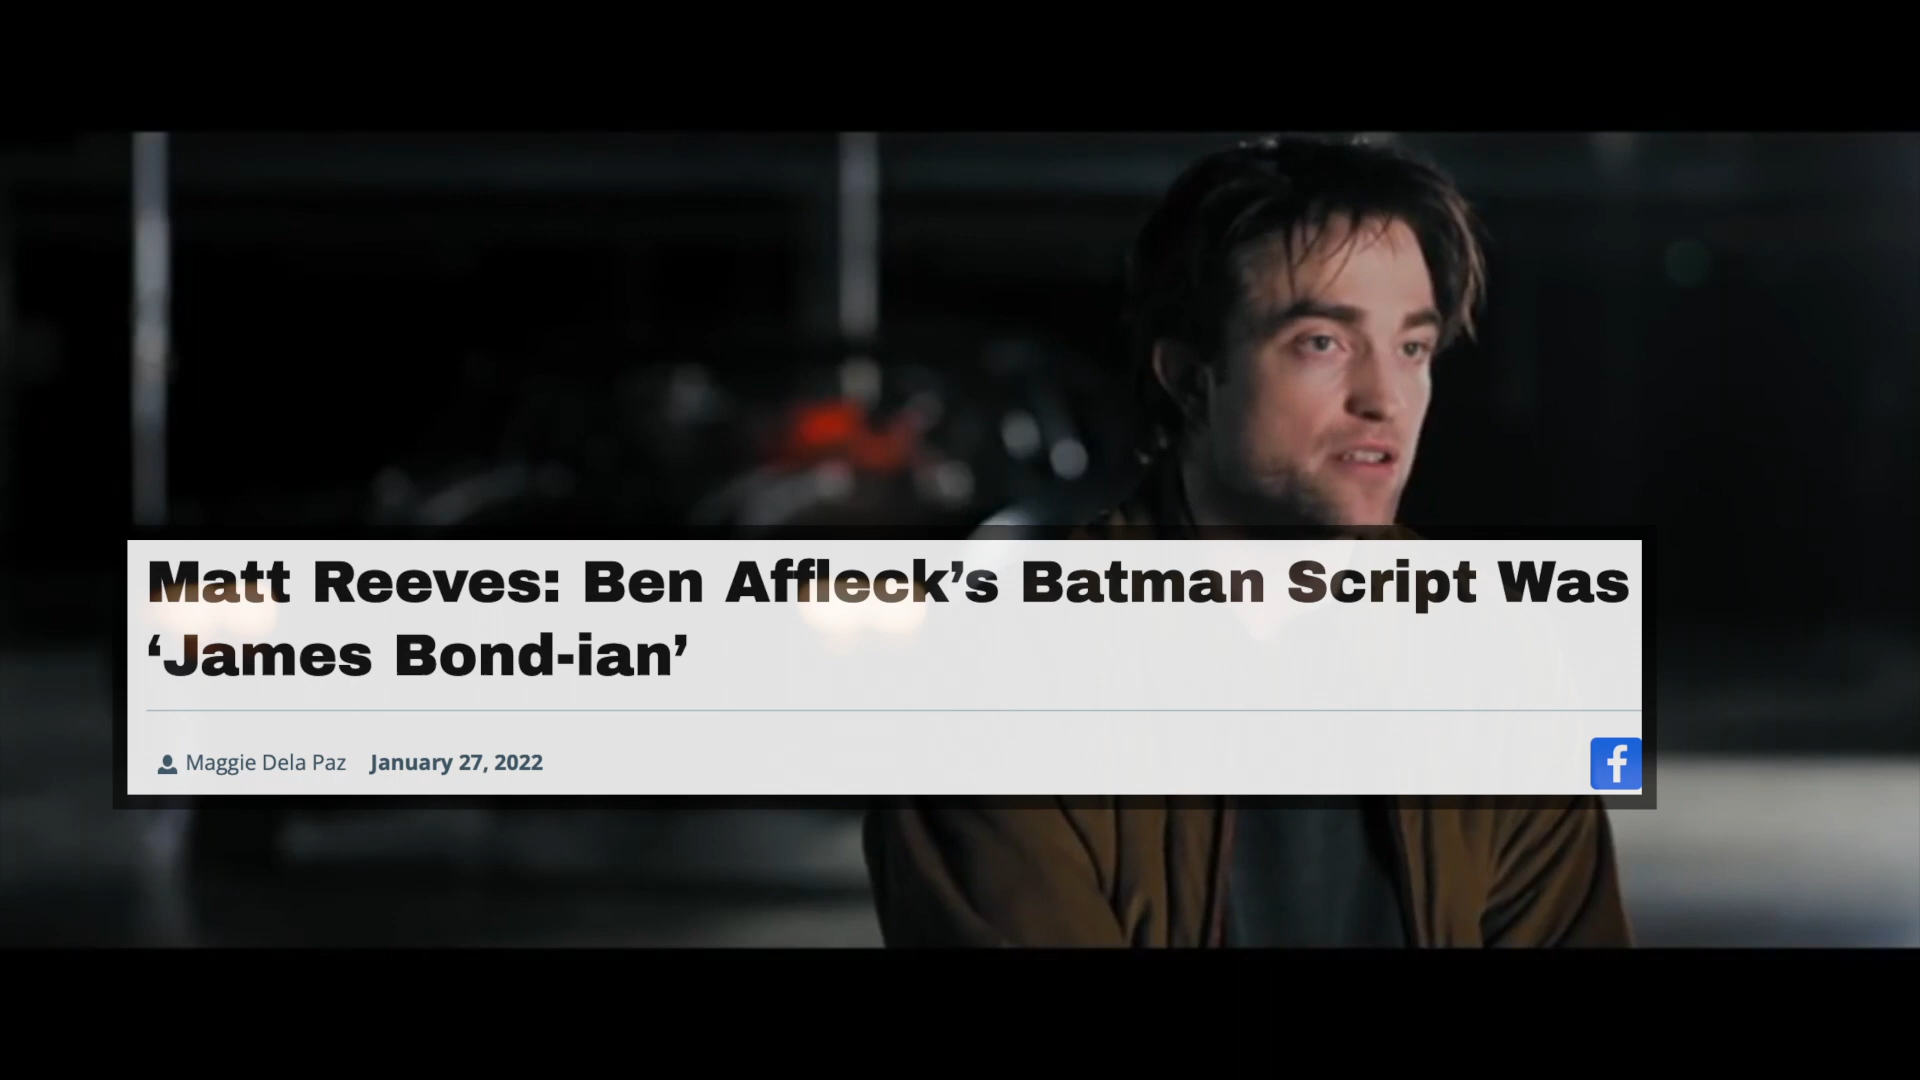 Matt Reeves: Ben Affleck’s Batman Script Was
‘James Bond-ian’
Maggie Dela Paz January 27, 2022